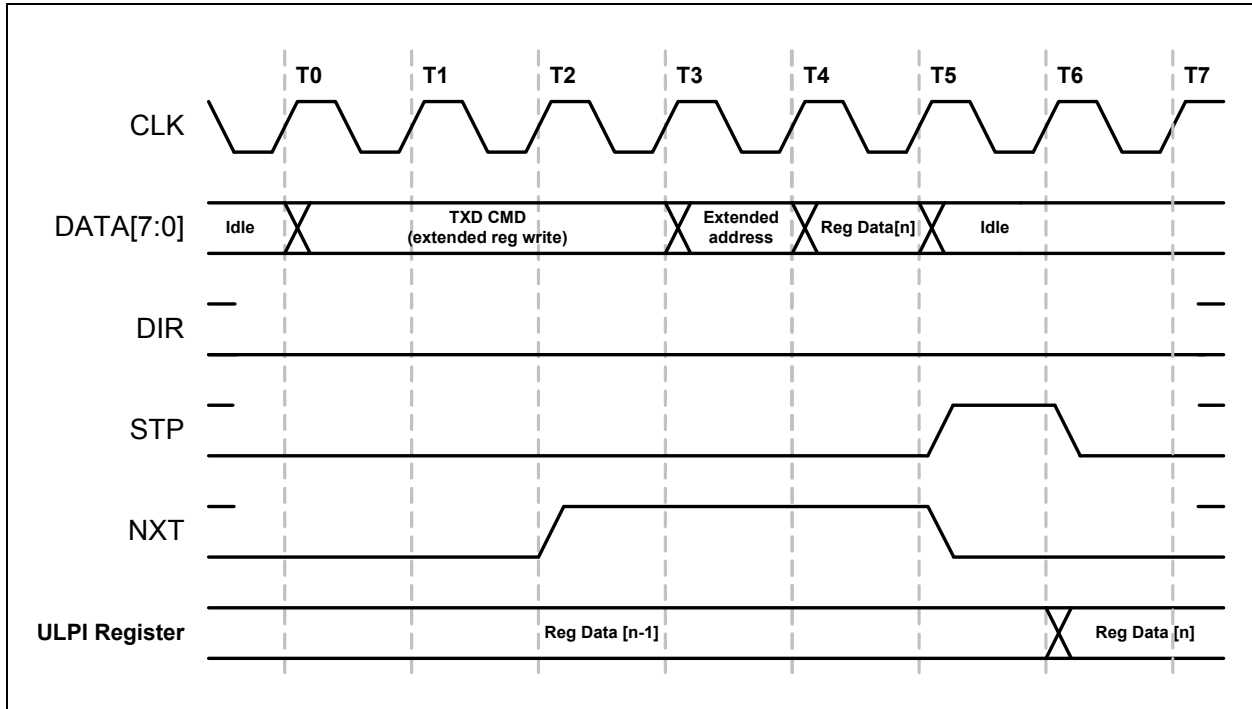 T0 T1 T2 T3 T4 T5 T6 T7
CLK
DATA[7:0] Idle TXD CMD Extended Reg Data[n] Idle
(extended reg write) address
DIR
STP
NXT
ULPI Register Reg Data [n-1] Reg Data [n]